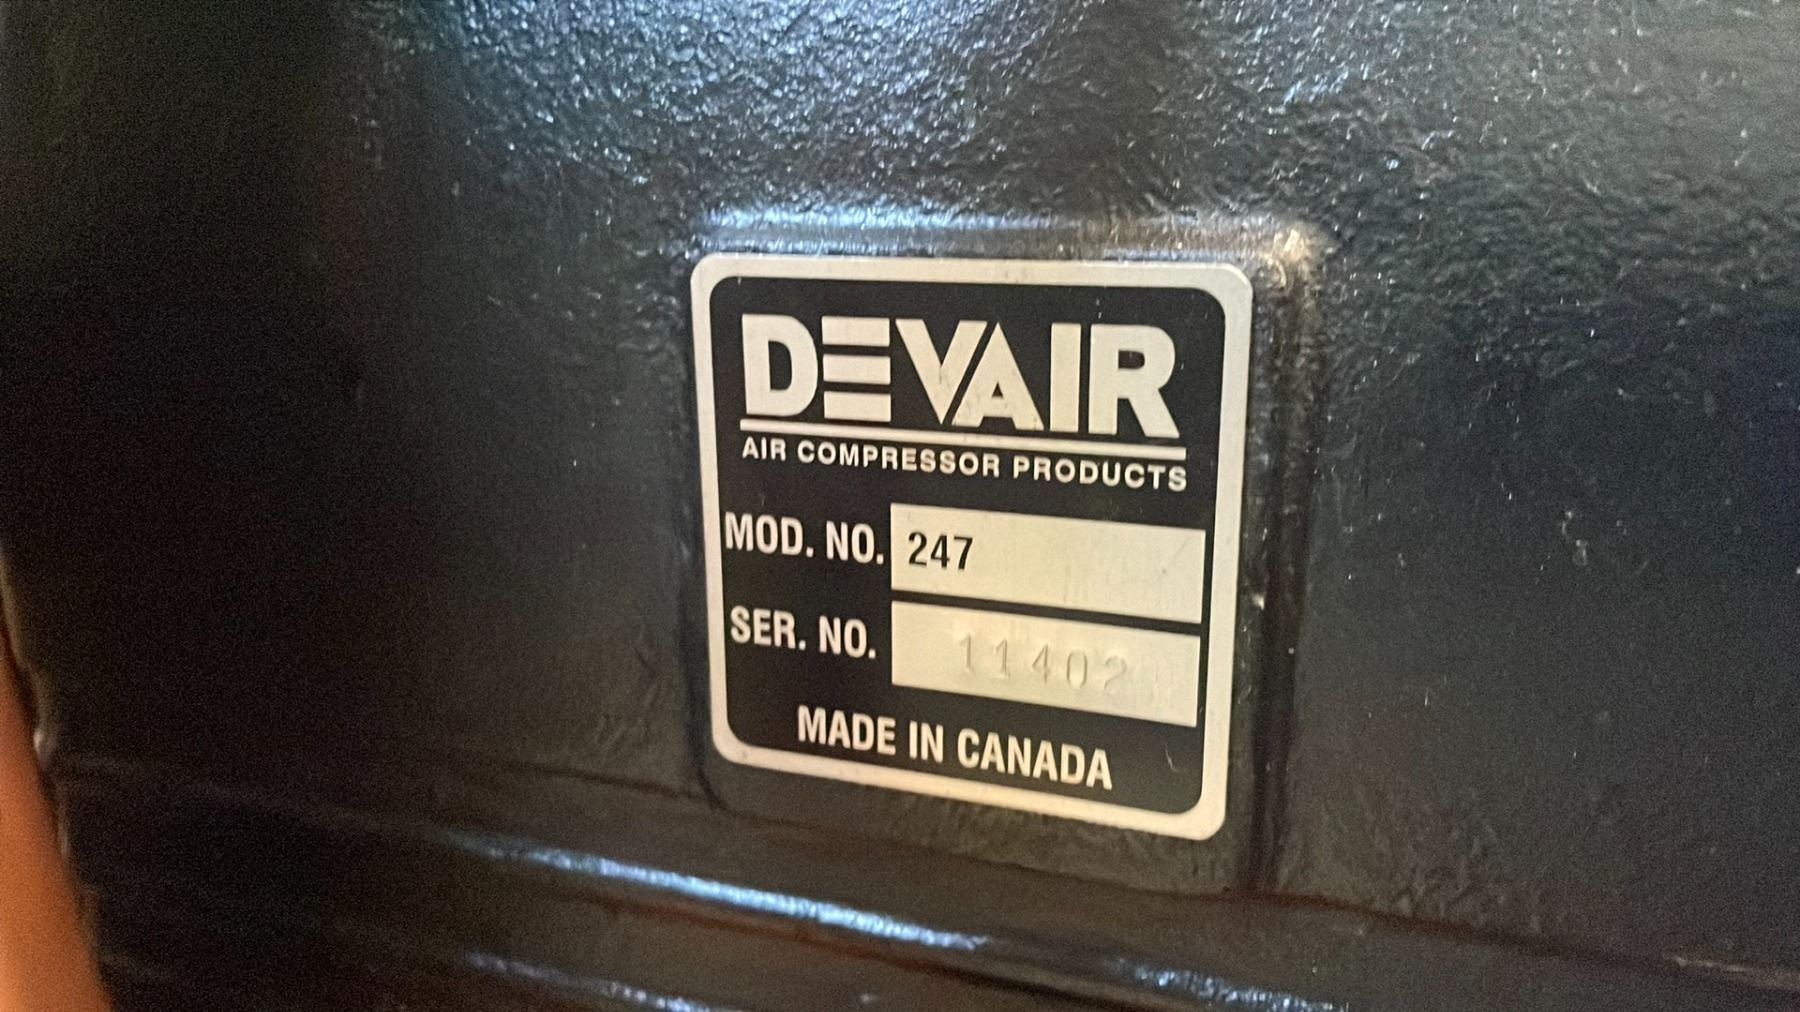 DEVAIR
AIR COMPRESSOR PRODUCTS
MOD. NO. 247
SER. NO. 11402
MADE IN CANADA